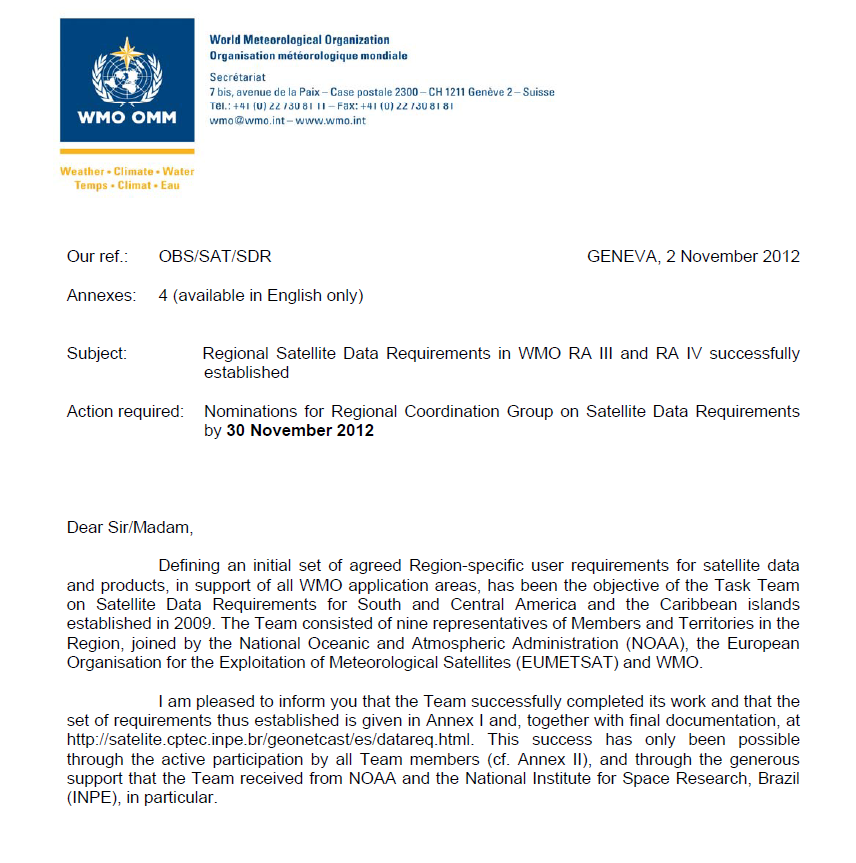 WMO OMM
Weather • Climate • Water
Temps • Climat • Eau
World Meteorological Organization
Organisation météorologique mondiale
Secrétariat
7 bis, avenue de la Paix – Case postale 2300 – CH 1211 Genève 2 – Suisse
Tél.: +41 (0) 22 730 81 11 – Fax: +41 (0) 22 730 81 81
wmo@wmo.int – www.wmo.int
Our ref.: OBS/SAT/SDR GENEVA, 2 November 2012
Annexes: 4 (available in English only)
Subject: Regional Satellite Data Requirements in WMO RA III and RA IV successfully
established
Action required: Nominations for Regional Coordination Group on Satellite Data Requirements
by 30 November 2012
Dear Sir/Madam,
Defining an initial set of agreed Region-specific user requirements for satellite data
and products, in support of all WMO application areas, has been the objective of the Task Team
on Satellite Data Requirements for South and Central America and the Caribbean islands
established in 2009. The Team consisted of nine representatives of Members and Territories in the
Region, joined by the National Oceanic and Atmospheric Administration (NOAA), the European
Organisation for the Exploitation of Meteorological Satellites (EUMETSAT) and WMO.
I am pleased to inform you that the Team successfully completed its work and that the
set of requirements thus established is given in Annex I and, together with final documentation, at
http://satelite.cptec.inpe.br/geonetcast/es/datareq.html. This success has only been possible
through the active participation by all Team members (cf. Annex II), and through the generous
support that the Team received from NOAA and the National Institute for Space Research, Brazil
(INPE), in particular.